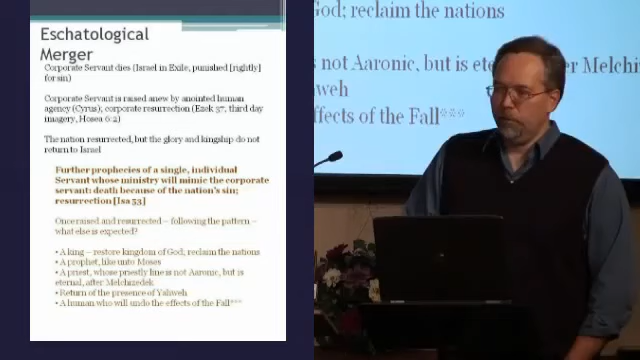 Eschatological
Merger
Corporate Servant dies (Israel in Exile, punished [rightly]
for sin)
Corporate Servant is raised anew by anointed human
agency (Cyrus); corporate resurrection (Ezek 37, third day
imagery, Hosea 6:2)
The nation resurrected, but the glory and kingship do not
return to Israel
Further prophecies of a single, individual
Servant whose ministry will mimic the corporate
servant: death because of the nation's sin;
resurrection [Isa 53]
Once raised and resurrected – following the pattern –
what else is expected?
• A king – restore kingdom of God, reclaim the nations
• A prophet, like unto Moses
• A priest, whose priestly line is not Aaronic, but is
eternal, after Melchizedek
• Return of the presence of Yahweh
• A human who will undo the effects of the Fall***
God; reclaim the nations
s not Aaronic, but is eter after Melchi
ahweh
ffects of the Fall***